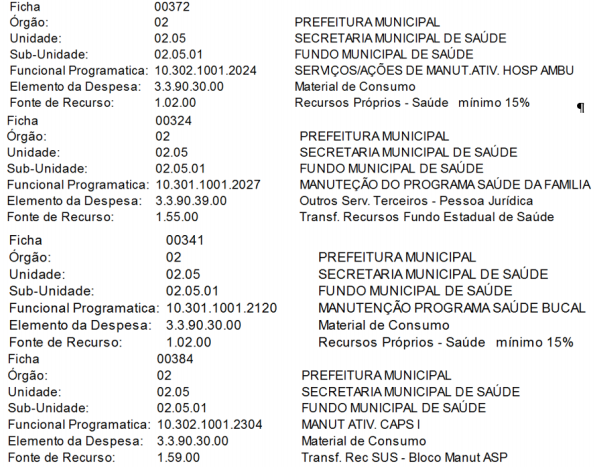 Ficha 00372
Órgão: 02 PREFEITURA MUNICIPAL
Unidade: 02.05 SECRETARIA MUNICIPAL DE SAÚDE
Sub-Unidade: 02.05.01 FUNDO MUNICIPAL DE SAÚDE
Funcional Programatica: 10.302.1001.2024 SERVIÇOS/AÇÕES DE MANUT.ATIV. HOSP AMBU
Elemento da Despesa: 3.3.90.30.00 Material de Consumo
Fonte de Recurso: 1.02.00 Recursos Próprios - Saúde mínimo 15% ¶
Ficha 00324
Órgão: 02 PREFEITURA MUNICIPAL
Unidade: 02.05 SECRETARIA MUNICIPAL DE SAÚDE
Sub-Unidade: 02.05.01 FUNDO MUNICIPAL DE SAÚDE
Funcional Programatica: 10.301.1001.2027 MANUTEÇÃO DO PROGRAMA SAÚDE DA FAMILIA
Elemento da Despesa: 3.3.90.39.00 Outros Serv. Terceiros - Pessoa Jurídica
Fonte de Recurso: 1.55.00 Transf. Recursos Fundo Estadual de Saúde
Ficha 00341
Órgão: 02 PREFEITURA MUNICIPAL
Unidade: 02.05 SECRETARIA MUNICIPAL DE SAÚDE
Sub-Unidade: 02.05.01 FUNDO MUNICIPAL DE SAÚDE
Funcional Programatica: 10.301.1001.2120 MANUTENÇÃO PROGRAMA SAÚDE BUCAL
Elemento da Despesa: 3.3.90.30.00 Material de Consumo
Fonte de Recurso: 1.02.00 Recursos Próprios - Saúde mínimo 15%
Ficha 00384
Órgão: 02 PREFEITURA MUNICIPAL
Unidade: 02.05 SECRETARIA MUNICIPAL DE SAÚDE
Sub-Unidade: 02.05.01 FUNDO MUNICIPAL DE SAÚDE
Funcional Programatica: 10.302.1001.2304 MANUT ATIV. CAPS I
Elemento da Despesa: 3.3.90.30.00 Material de Consumo
Fonte de Recurso: 1.59.00 Transf. Rec SUS - Bloco Manut ASP